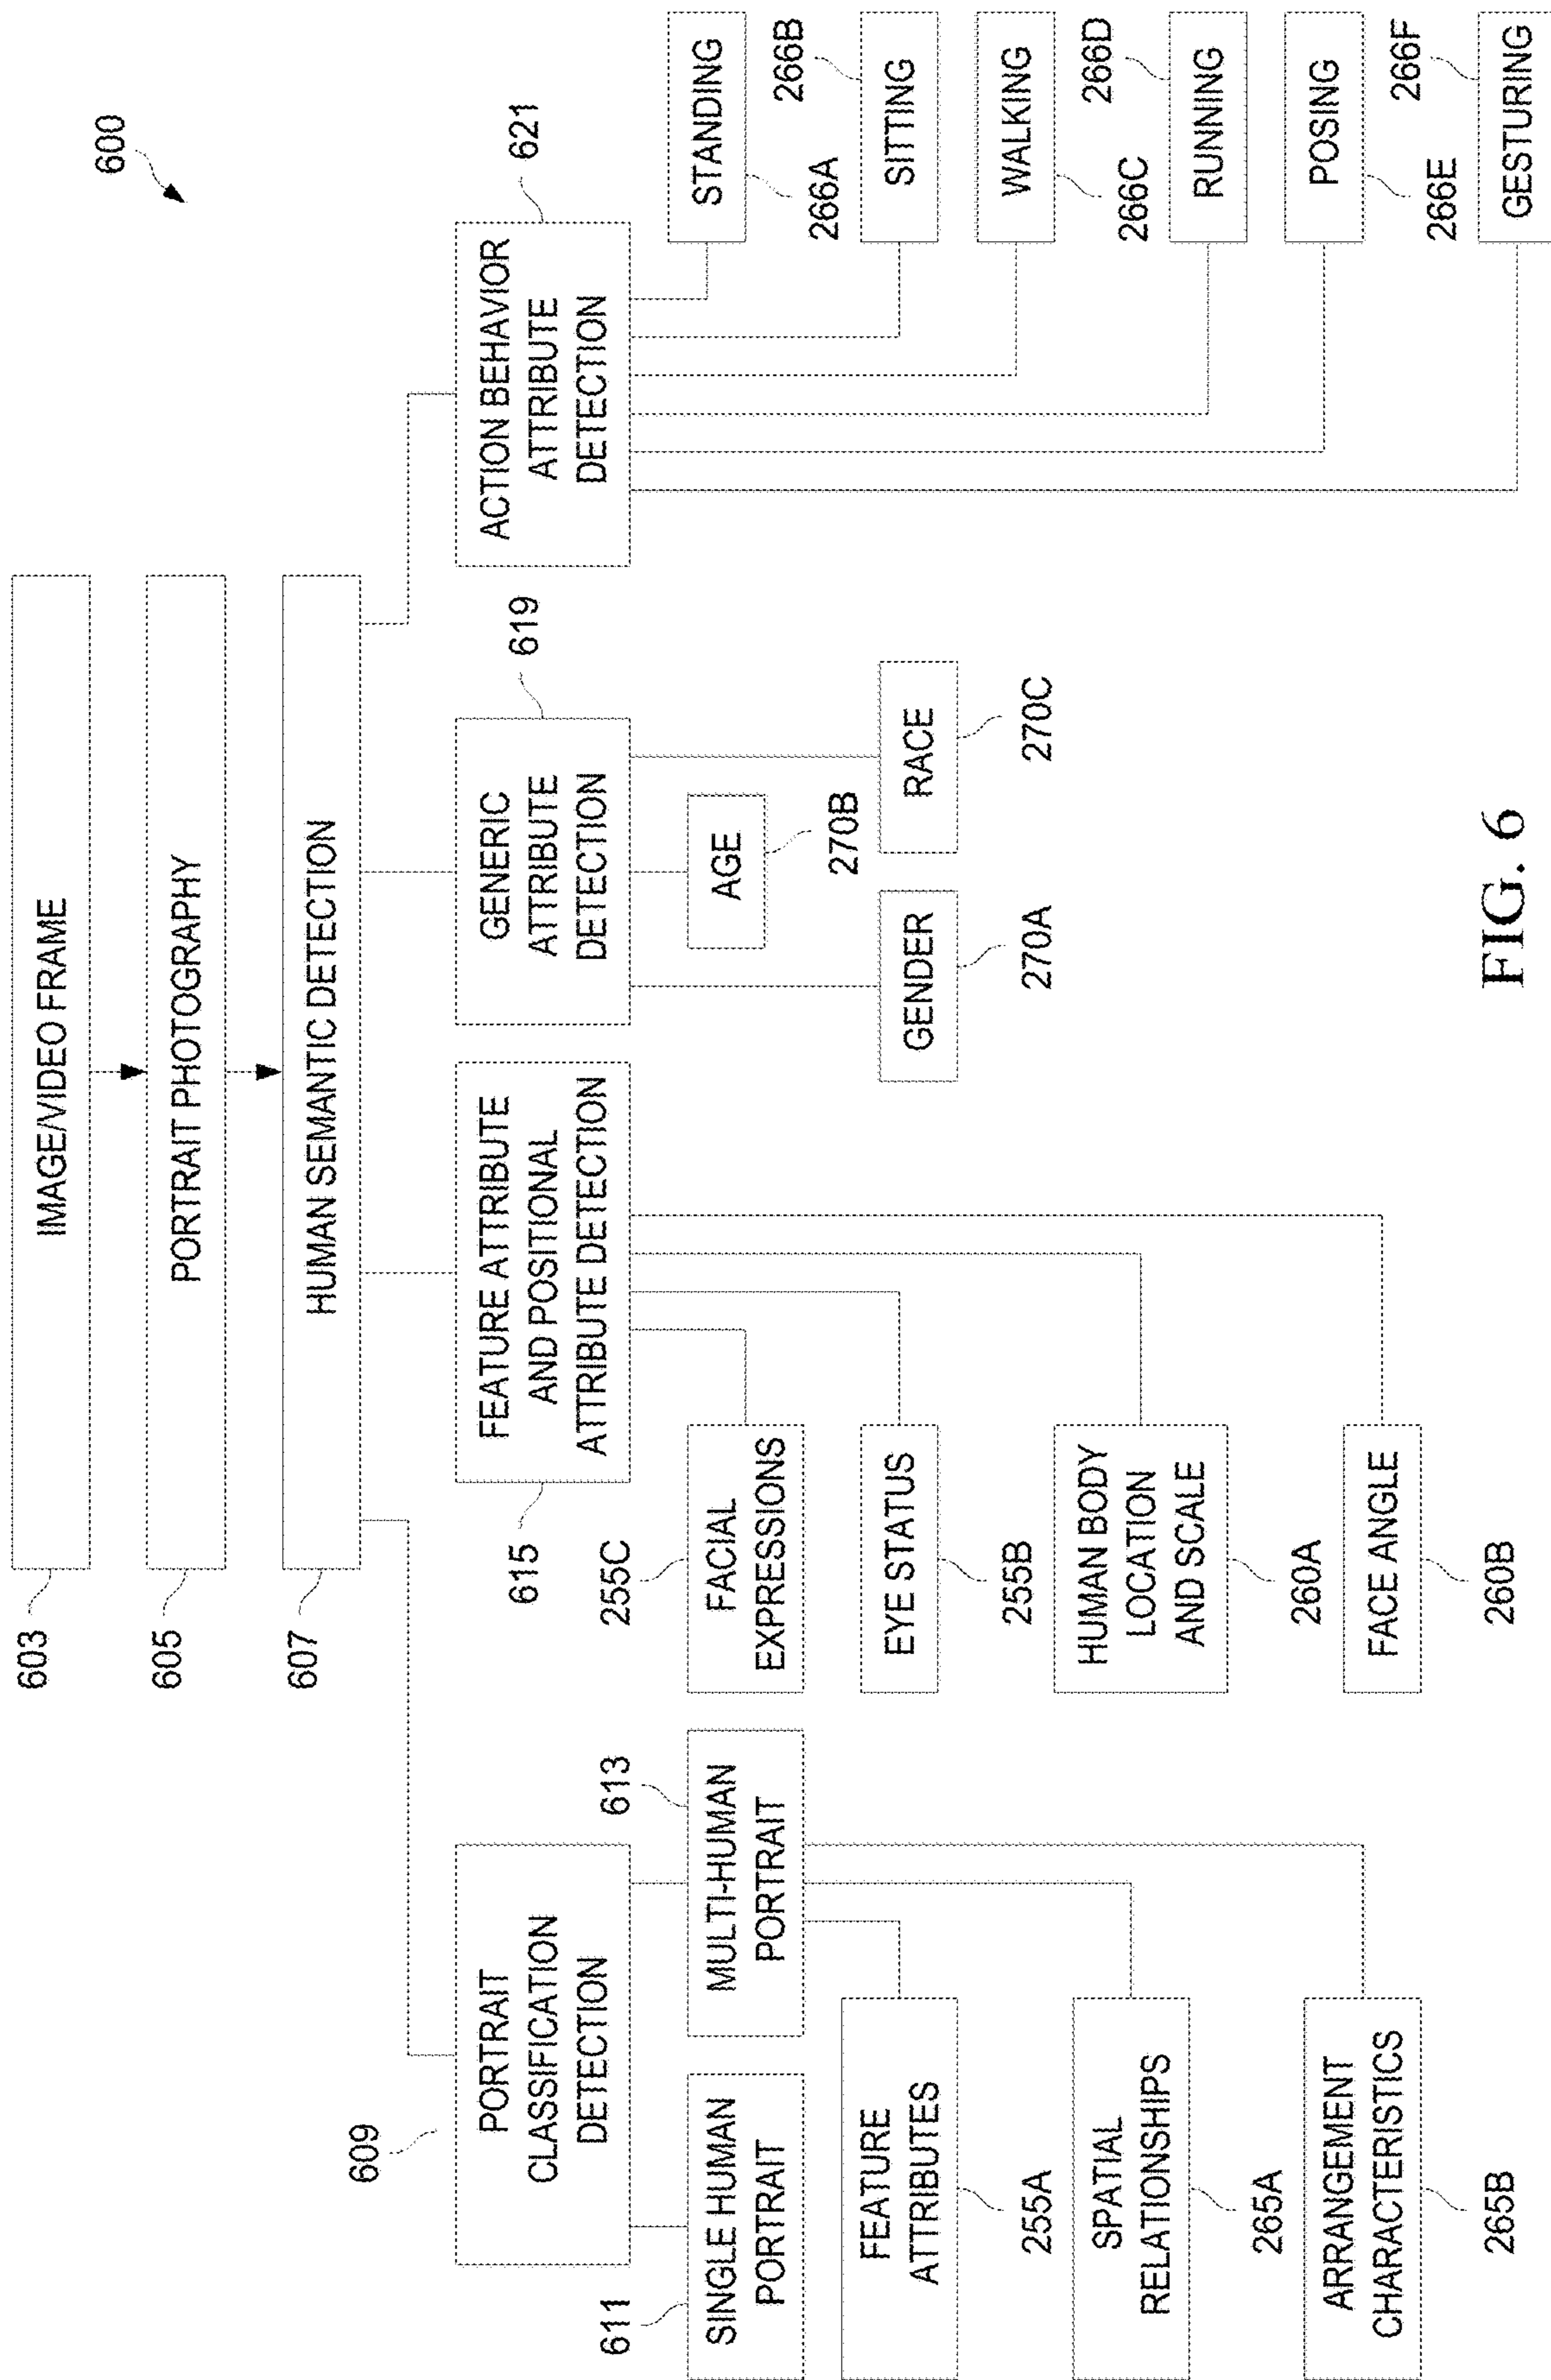 600
603
IMAGE/VIDEO FRAME
605
PORTRAIT PHOTOGRAPHY
607
HUMAN SEMANTIC DETECTION
609
PORTRAIT
CLASSIFICATION
DETECTION
611
SINGLE HUMAN
PORTRAIT
613
MULTI-HUMAN
PORTRAIT
FEATURE
ATTRIBUTES
255A
SPATIAL
RELATIONSHIPS
265A
ARRANGEMENT
CHARACTERISTICS
265B
615
FEATURE ATTRIBUTE
AND POSITIONAL
ATTRIBUTE DETECTION
255C
FACIAL
EXPRESSIONS
EYE STATUS
255B
HUMAN BODY
LOCATION
AND SCALE
260A
FACE ANGLE
260B
619
GENERIC
ATTRIBUTE
DETECTION
AGE
270B
GENDER
270A
RACE
270C
621
ACTION BEHAVIOR
ATTRIBUTE
DETECTION
STANDING
266A
266B
SITTING
WALKING
266C
266D
RUNNING
POSING
266E
266F
GESTURING
FIG. 6